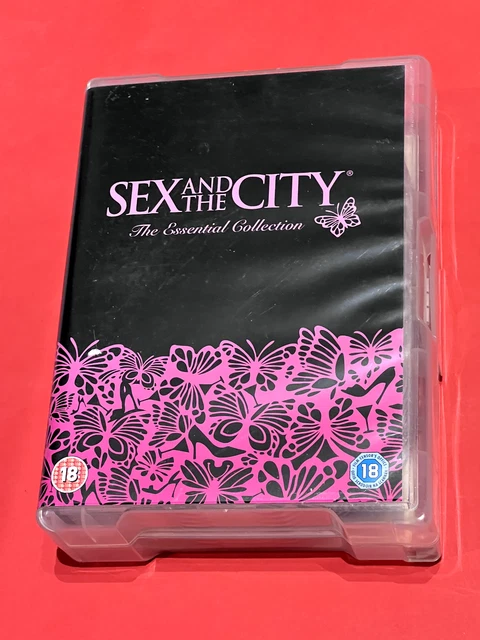 SEX AND THE CITY®
The Essential Collection
18
18